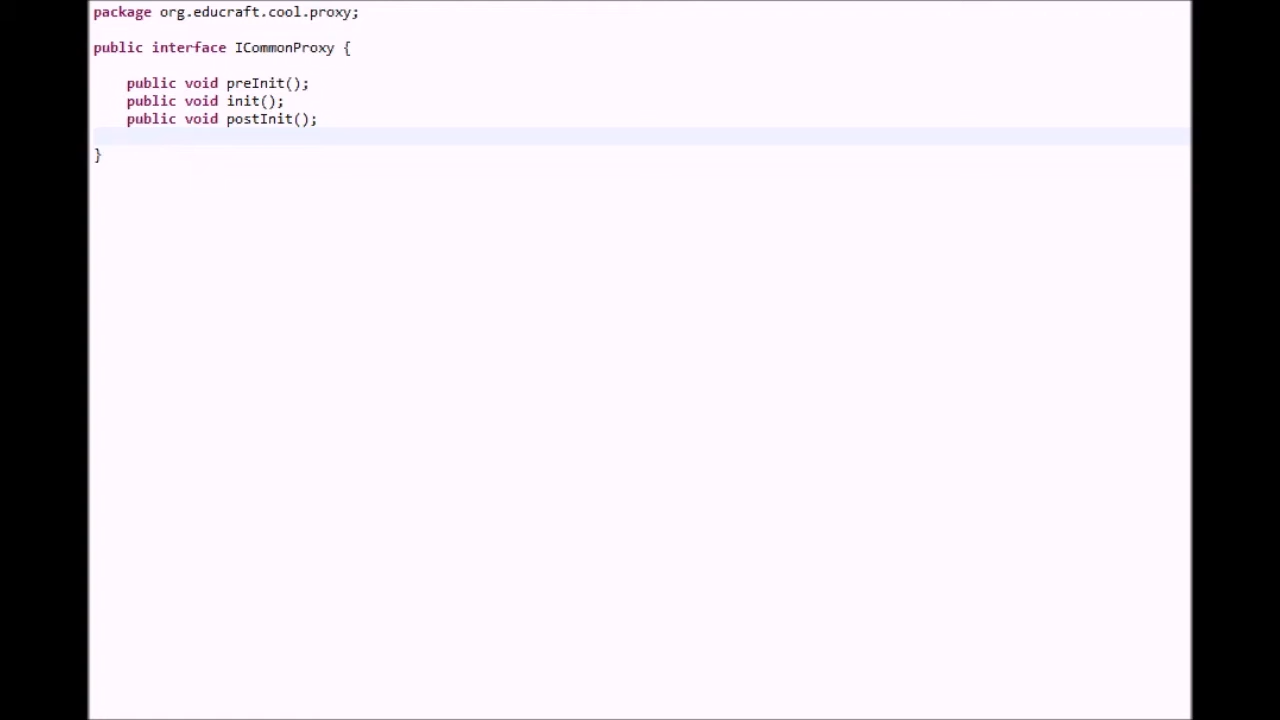 package org.educraft.cool.proxy;
public interface ICommonProxy {
public void preInit();
public void init();
public void postInit();
}